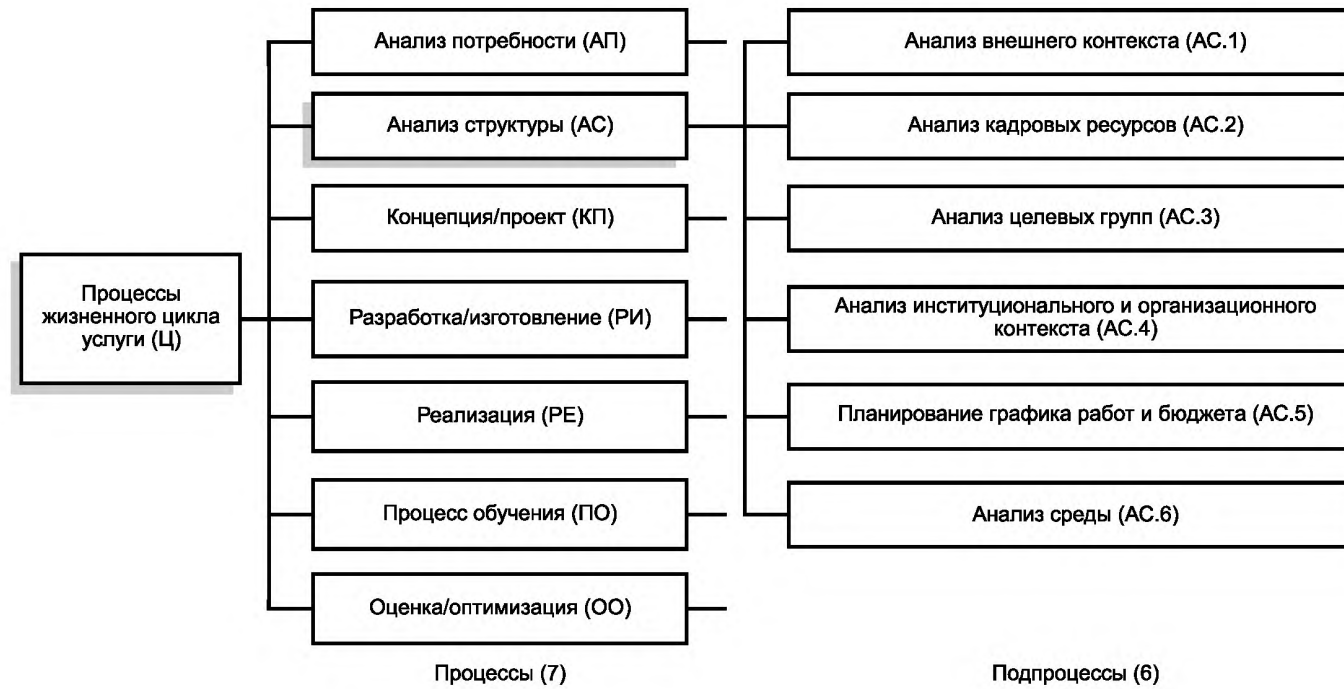 Процессы
жизненного цикла
услуги (Ц)
Анализ потребности (АП)
Анализ структуры (АС)
Концепция/проект (КП)
Разработка/изготовление (РИ)
Реализация (РЕ)
Процесс обучения (ПО)
Оценка/оптимизация (ОО)
Процессы (7)
Анализ внешнего контекста (АС.1)
Анализ кадровых ресурсов (АС.2)
Анализ целевых групп (АС.3)
Анализ институционального и организационного
контекста (АС.4)
Планирование графика работ и бюджета (АС.5)
Анализ среды (АС.6)
Подпроцессы (6)